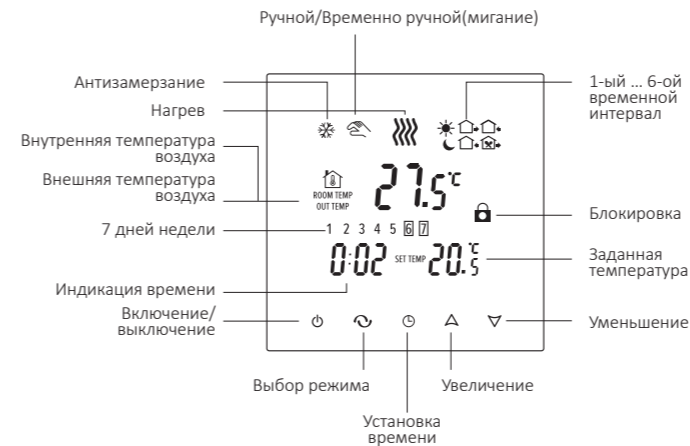 Ручной/Временно ручной(мигание)
Антизамерзание
Нагрев
Внутренняя температура
воздуха
Внешняя температура
воздуха
7 дней недели
Индикация времени
Включение/
выключение
1-ый ... 6-ой
временной
интервал
Блокировка
Заданная
температура
Уменьшение
27.5℃
ROOM TEMP
OUT TEMP
1 2 3 4 5 6 7
0:02 SET TEMP 20.5℃
Выбор режима
Увеличение
Установка
времени